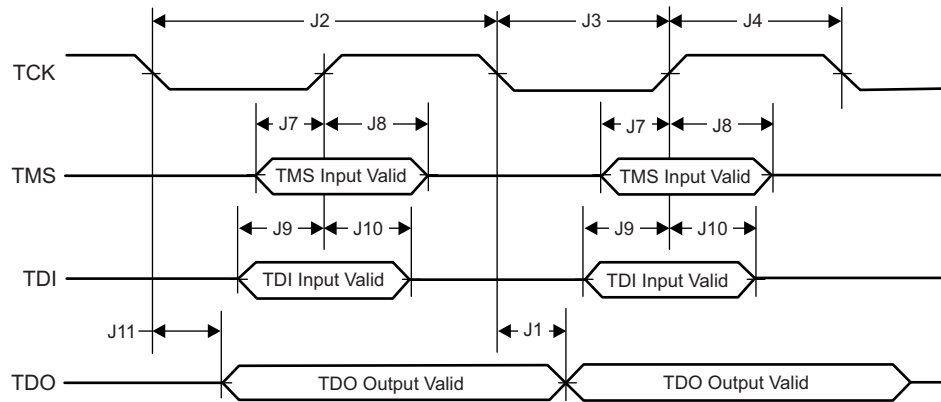 J2 J3 J4
TCK
J7 J8 J7 J8
TMS TMS Input Valid TMS Input Valid
J9 J10 J9 J10
TDI TDI Input Valid TDI Input Valid
J11 J1
TDO TDO Output Valid TDO Output Valid